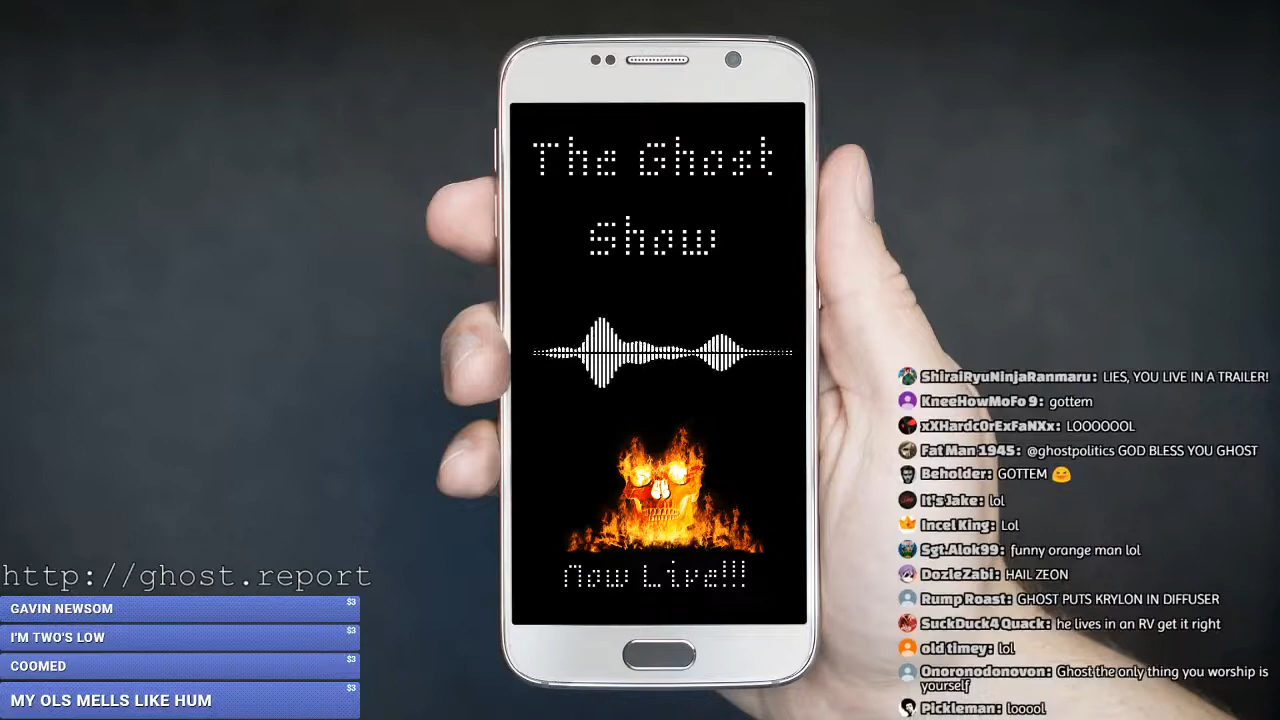 The Ghost
Show
Now Live!!!
http://ghost.report
GAVIN NEWSOM $3
I'M TWO'S LOW $3
COOMED $3
MY OLS MELLS LIKE HUM $3
ShiraiRyuNinjaRanmaru: LIES, YOU LIVE IN A TRAILER!
KneeHowMoFo 9: gottem
xXHardc0rExFaNXx: LOOOOOOL
Fat Man 1945: @ghostpolitics GOD BLESS YOU GHOST
Beholder: GOTTEM 😊
It's Jake: lol
Incel King: Lol
Sgt.Alok99: funny orange man lol
DozleZabi: HAIL ZEON
Rump Roast: GHOST PUTS KRYLON IN DIFFUSER
SuckDuck4Quack: he lives in an RV get it right
old timey: lol
Onoronodonovon: Ghost the only thing you worship is
yourself
Pickleman: looool